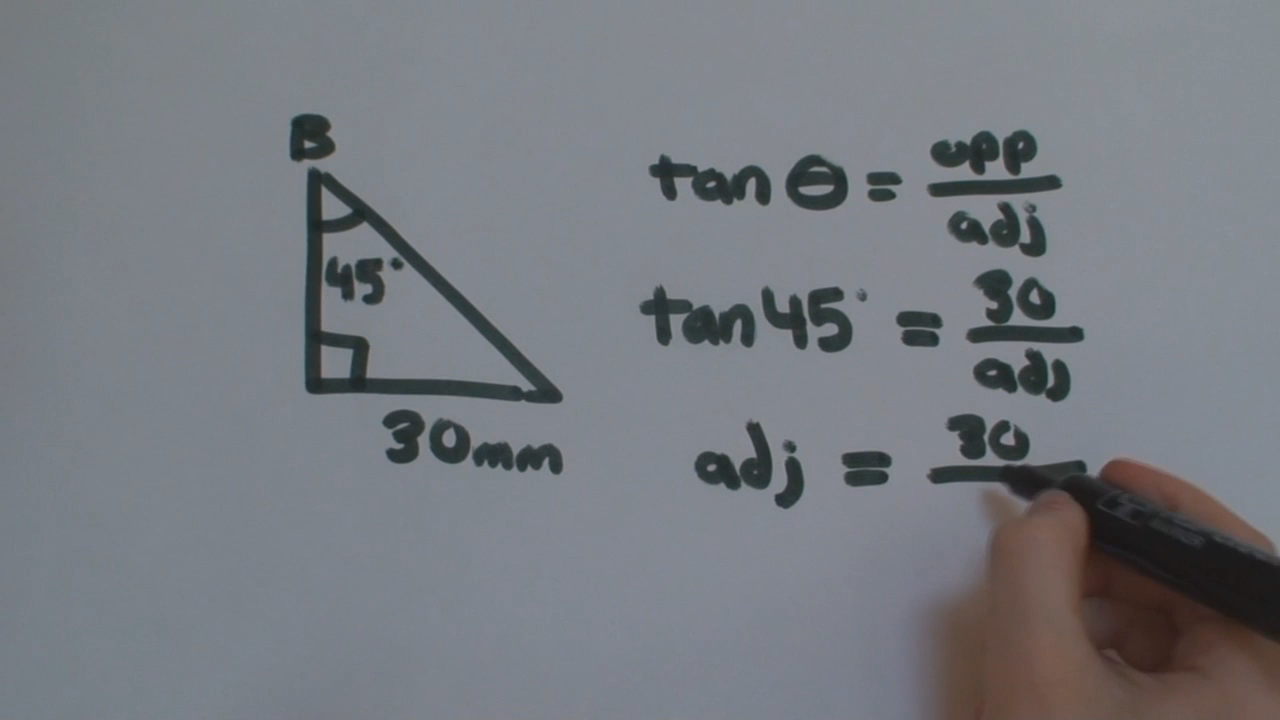 B
45°
30mm
tan θ = opp/adj
tan 45° = 30/adj
adj = 30/